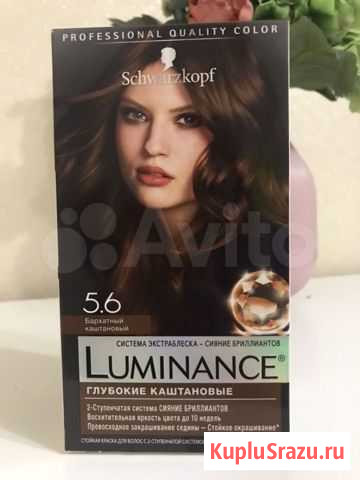 PROFESSIONAL QUALITY COLOR
Schwarzkopf
Avito
5.6
Бархатный
каштановый
СИСТЕМА ЭКСТРАБЛЕСКА – СИЯНИЕ БРИЛЛИАНТОВ
LUMINANCE®
ГЛУБОКИЕ КАШТАНОВЫЕ
2-Ступенчатая система СИЯНИЕ БРИЛЛИАНТОВ
Восхитительная яркость цвета до 10 недель
Превосходное закрашивание седины – Стойкое окрашивание*
СТОЙКАЯ КРАСКА ДЛЯ ВОЛОС С 2-СТУПЕНЧАТОЙ СИСТЕМОЙ
KupluSrazu.ru